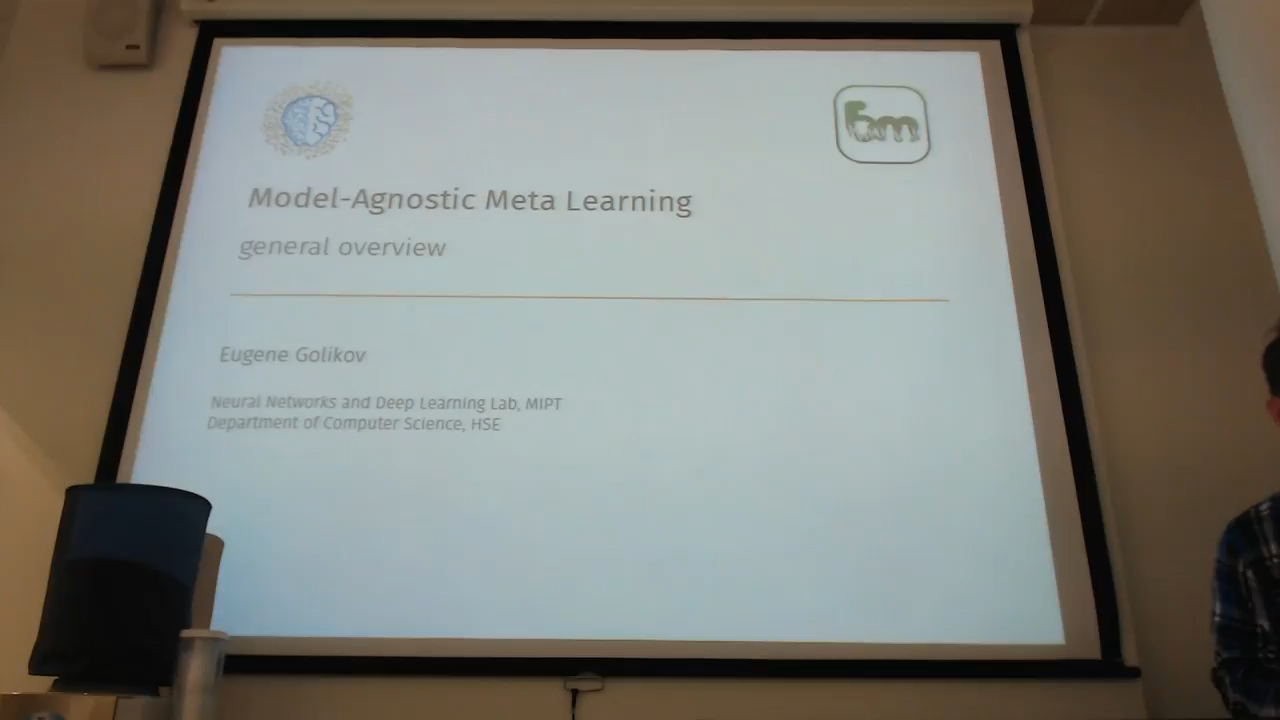 Model-Agnostic Meta Learning
general overview
Eugene Golikov
Neural Networks and Deep Learning Lab, MIPT
Department of Computer Science, HSE